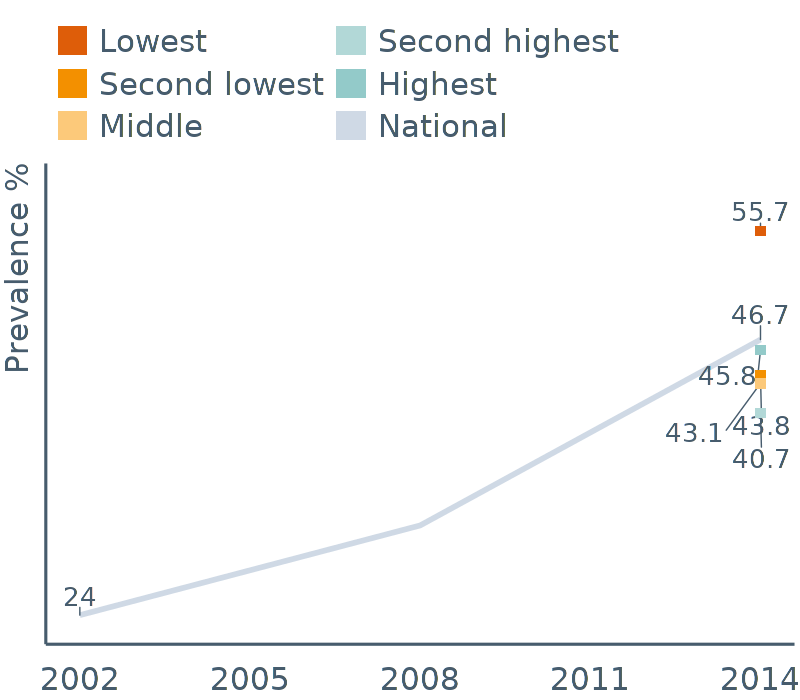 Lowest
Second highest
Second lowest
Highest
Middle
National
Prevalence %
55.7
46.7
45.8
43.1
43.8
40.7
24
2002
2005
2008
2011
2014